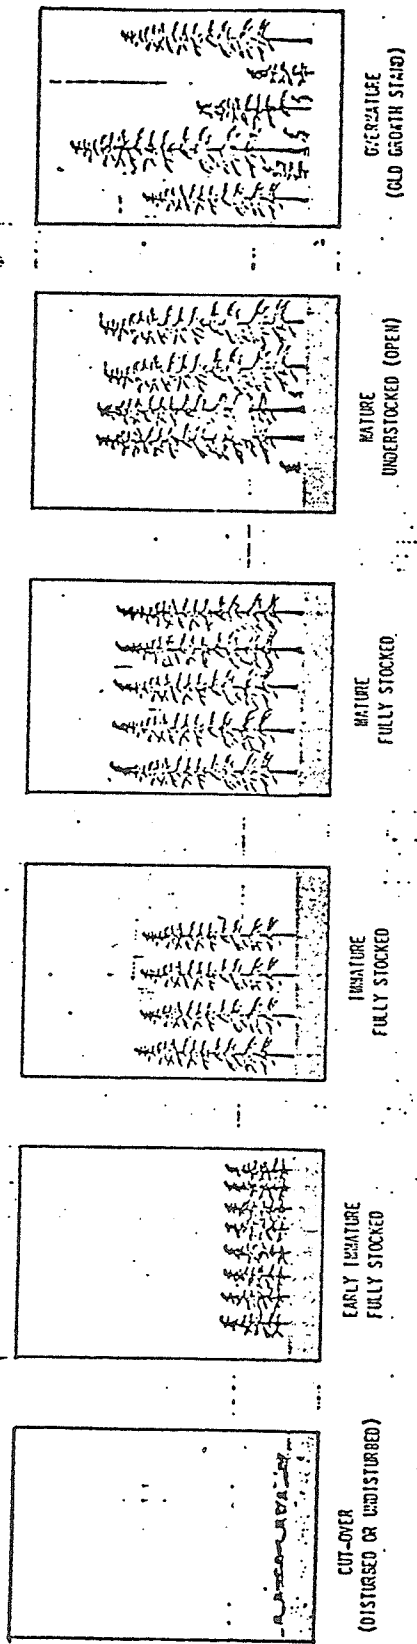 CUT-OVER
(DISTURBED OR UNDISTURBED)
EARLY IMMATURE
FULLY STOCKED
IMMATURE
FULLY STOCKED
MATURE
FULLY STOCKED
MATURE
UNDERSTOCKED (OPEN)
OVERMATURE
(OLD GROWTH STAND)